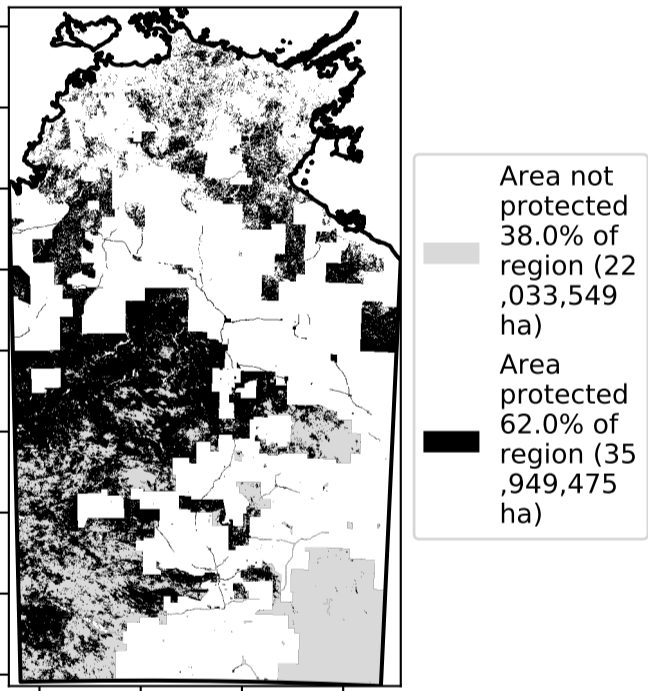 Area not
protected
38.0% of
region (22
,033,549
ha)
Area
protected
62.0% of
region (35
,949,475
ha)